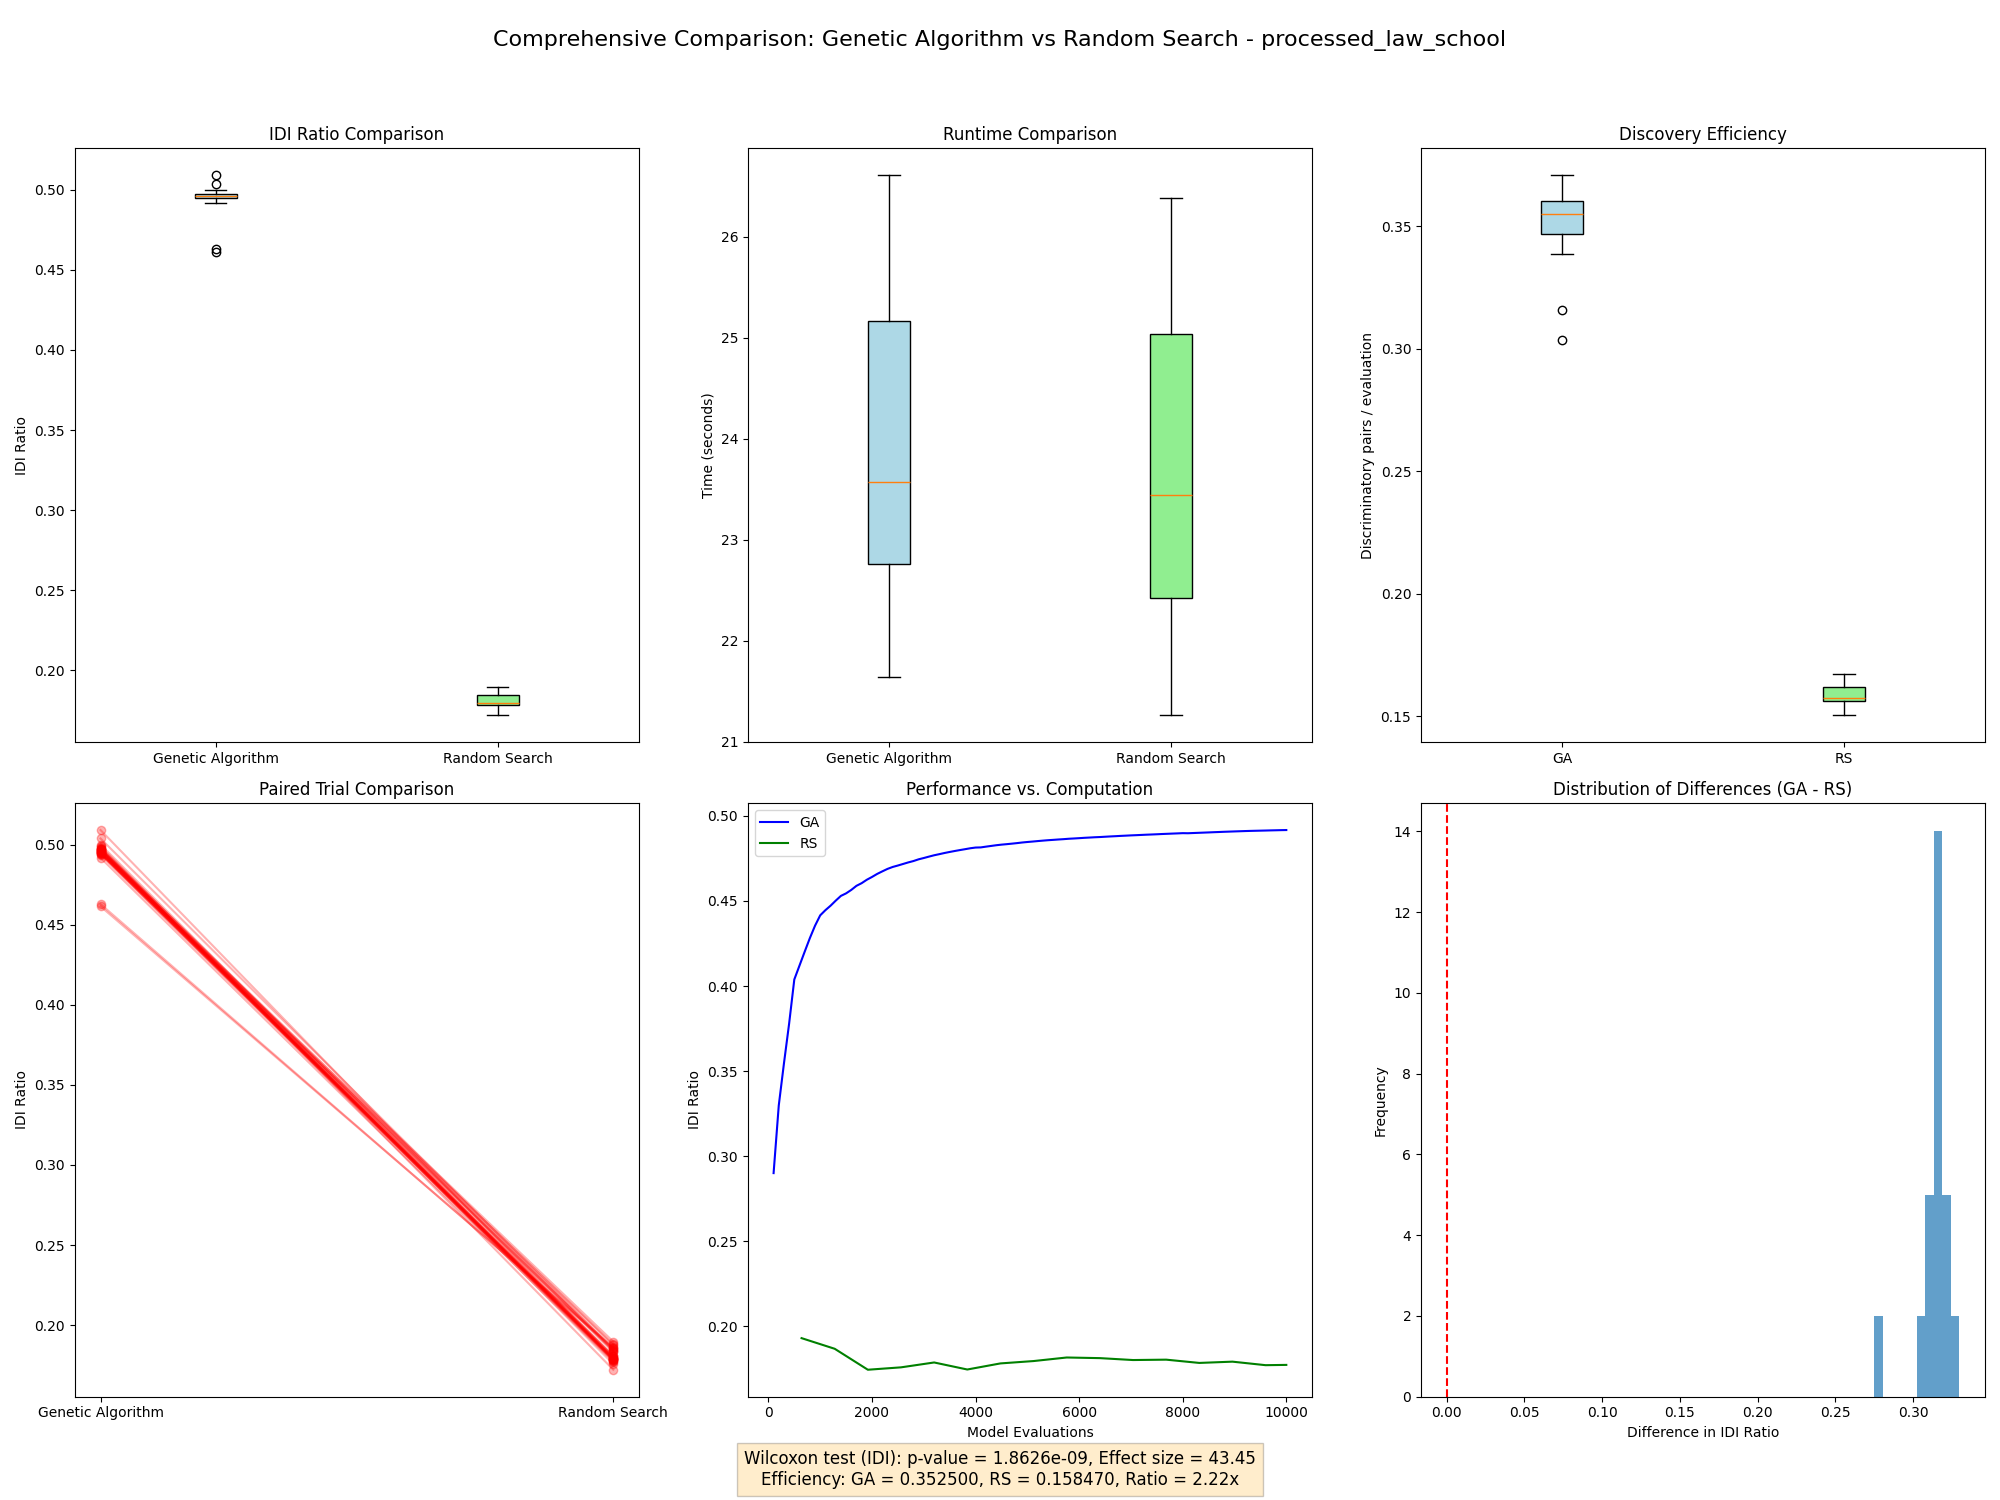 Comprehensive Comparison: Genetic Algorithm vs Random Search - processed_law_school
IDI Ratio Comparison
IDI Ratio
0.50
0.45
0.40
0.35
0.30
0.25
0.20
Genetic Algorithm
Random Search
Runtime Comparison
Time (seconds)
26
25
24
23
22
21
Genetic Algorithm
Random Search
Discovery Efficiency
Discriminatory pairs / evaluation
0.35
0.30
0.25
0.20
0.15
GA
RS
Paired Trial Comparison
IDI Ratio
0.50
0.45
0.40
0.35
0.30
0.25
0.20
Genetic Algorithm
Random Search
Performance vs. Computation
GA
RS
IDI Ratio
0.50
0.45
0.40
0.35
0.30
0.25
0.20
0
2000
4000
6000
8000
10000
Model Evaluations
Distribution of Differences (GA - RS)
Frequency
14
12
10
8
6
4
2
0
0.00
0.05
0.10
0.15
0.20
0.25
0.30
Difference in IDI Ratio
Wilcoxon test (IDI): p-value = 1.8626e-09, Effect size = 43.45
Efficiency: GA = 0.352500, RS = 0.158470, Ratio = 2.22x